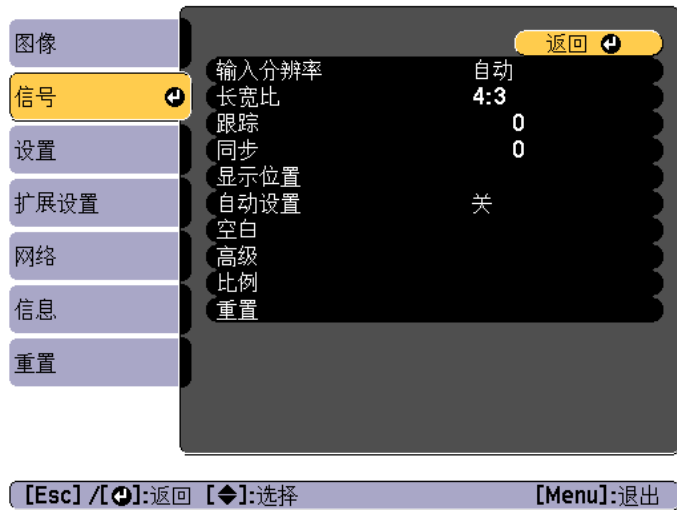 图像
信号
设置
扩展设置
网络
信息
重置
返回
输入分辨率 自动
长宽比 4:3
跟踪 0
同步 0
显示位置
自动设置 关
空白
高级
比例
重置
[Esc] /[ ]:返回 [ ]:选择 [Menu]:退出